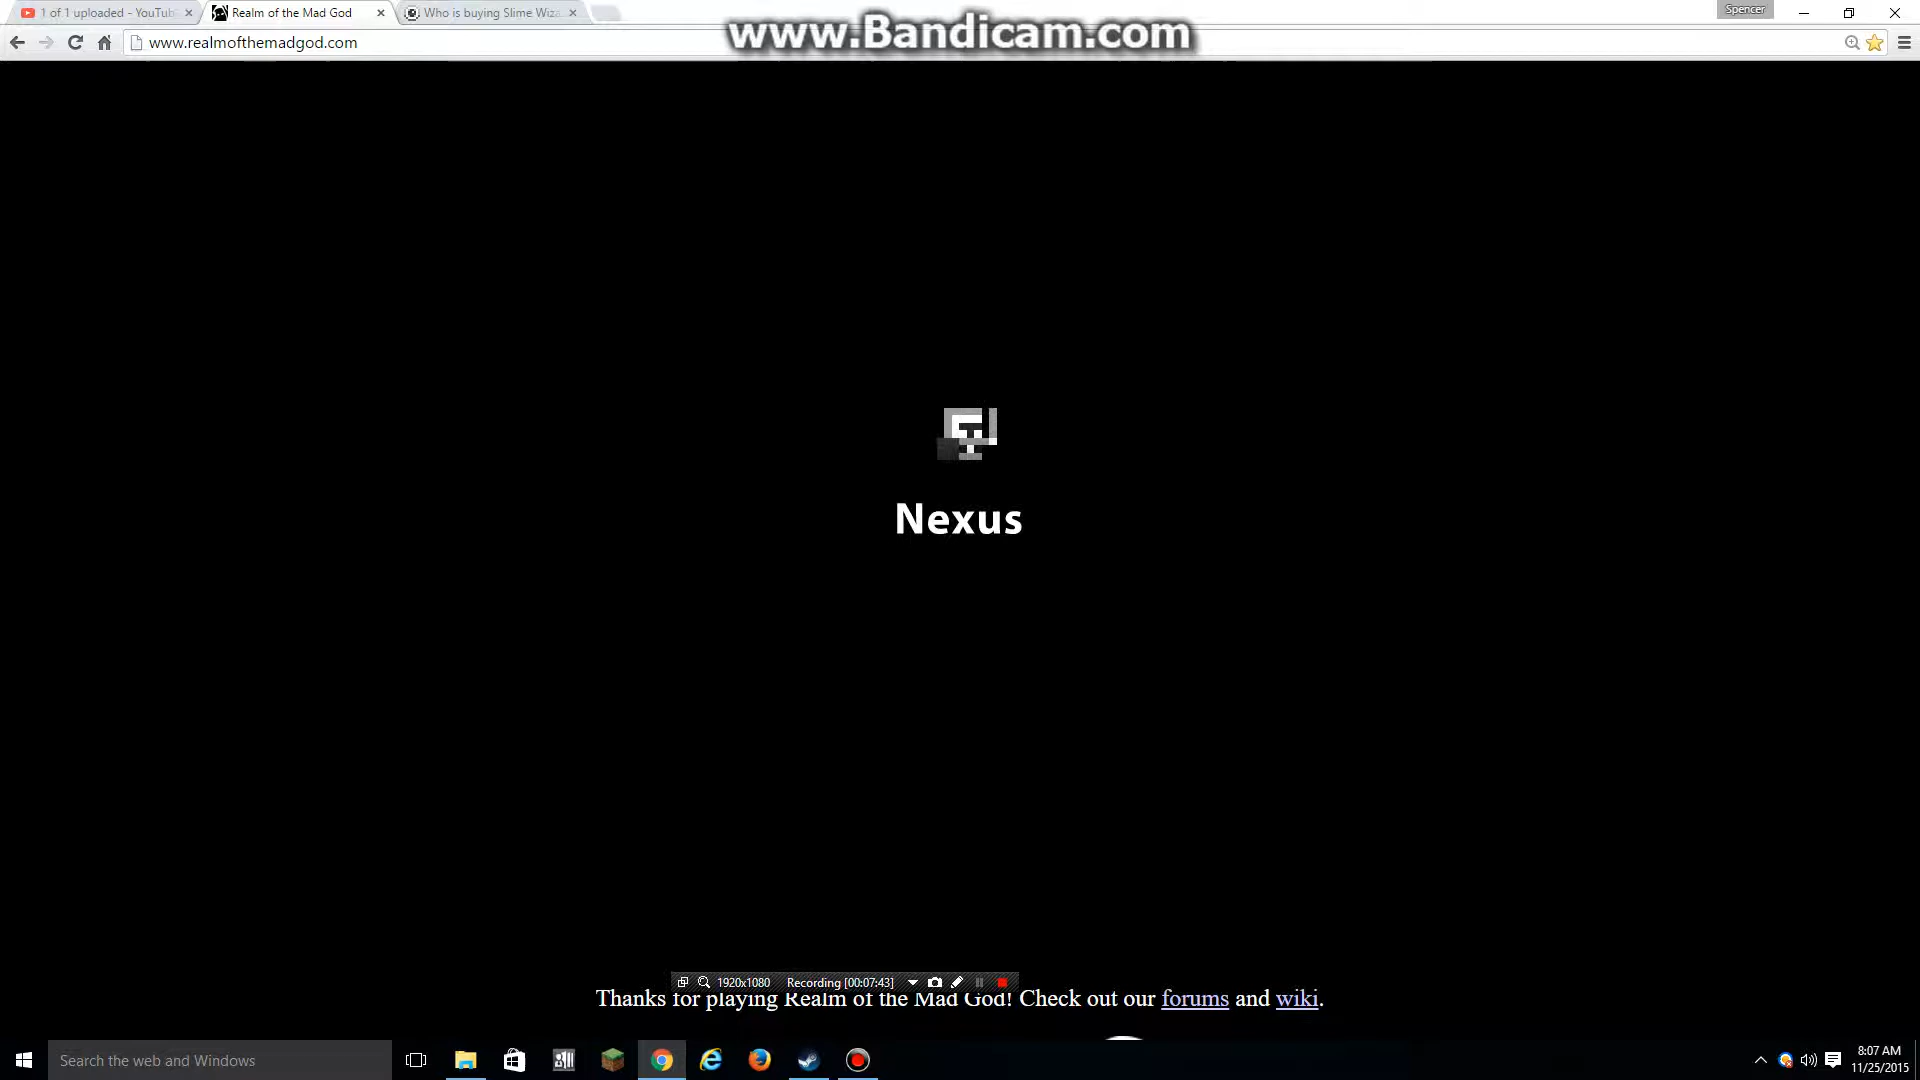 1 of 1 uploaded - YouTub
Realm of the Mad God
Who is buying Slime Wiza
Spencer
www.realmofthemadgod.com
www.Bandicam.com
Nexus
1920x1080 Recording [00:07:43]
Thanks for playing Realm of the Mad God! Check out our forums and wiki.
Search the web and Windows
8:07 AM
11/25/2015